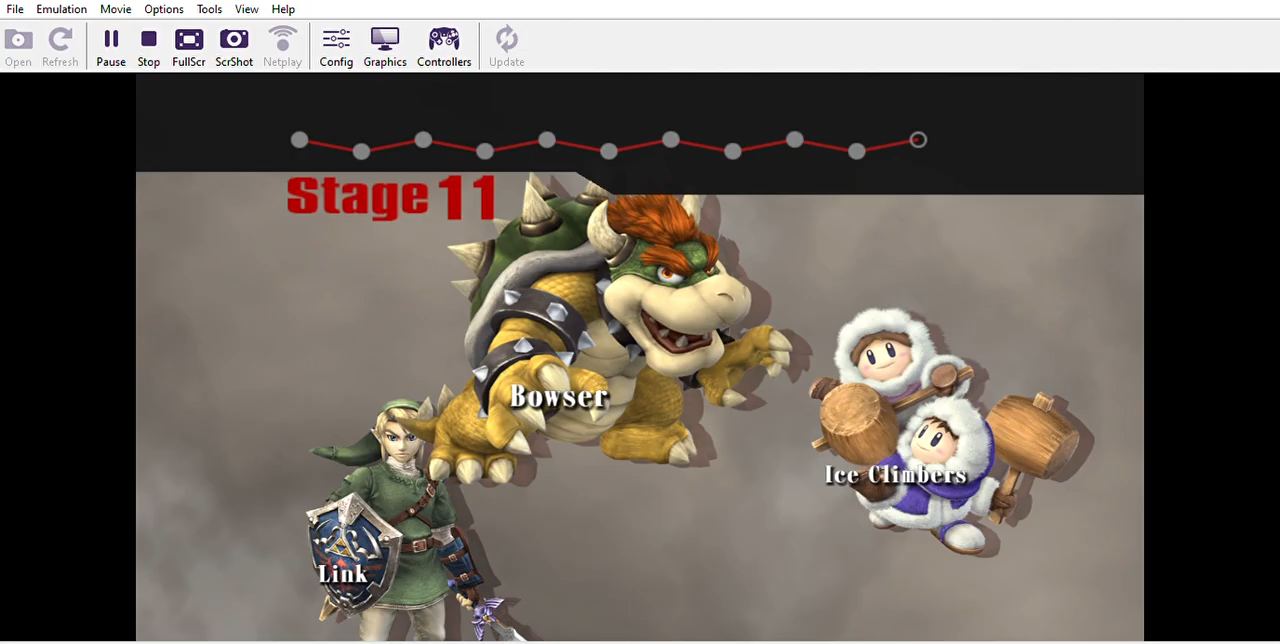 File Emulation Movie Options Tools View Help
Open Refresh Pause Stop FullScr ScrShot Netplay Config Graphics Controllers Update
Stage 11
Bowser
Ice Climbers
Link